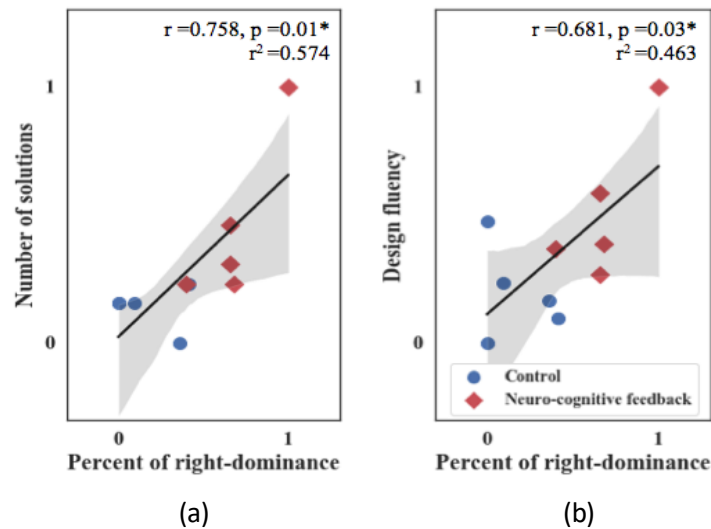 r =0.758, p =0.01*
r² =0.574
1
0
Number of solutions
0 1
Percent of right-dominance
(a)
r =0.681, p =0.03*
r² =0.463
1
0
Design fluency
Control
Neuro-cognitive feedback
0 1
Percent of right-dominance
(b)